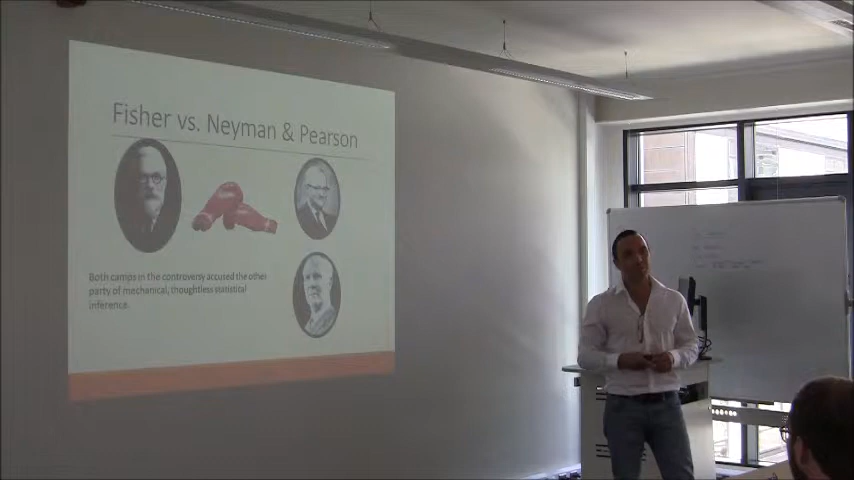 Fisher vs. Neyman & Pearson
Both camps in the controversy accused the other
party of mechanical, thoughtless statistical
inference.